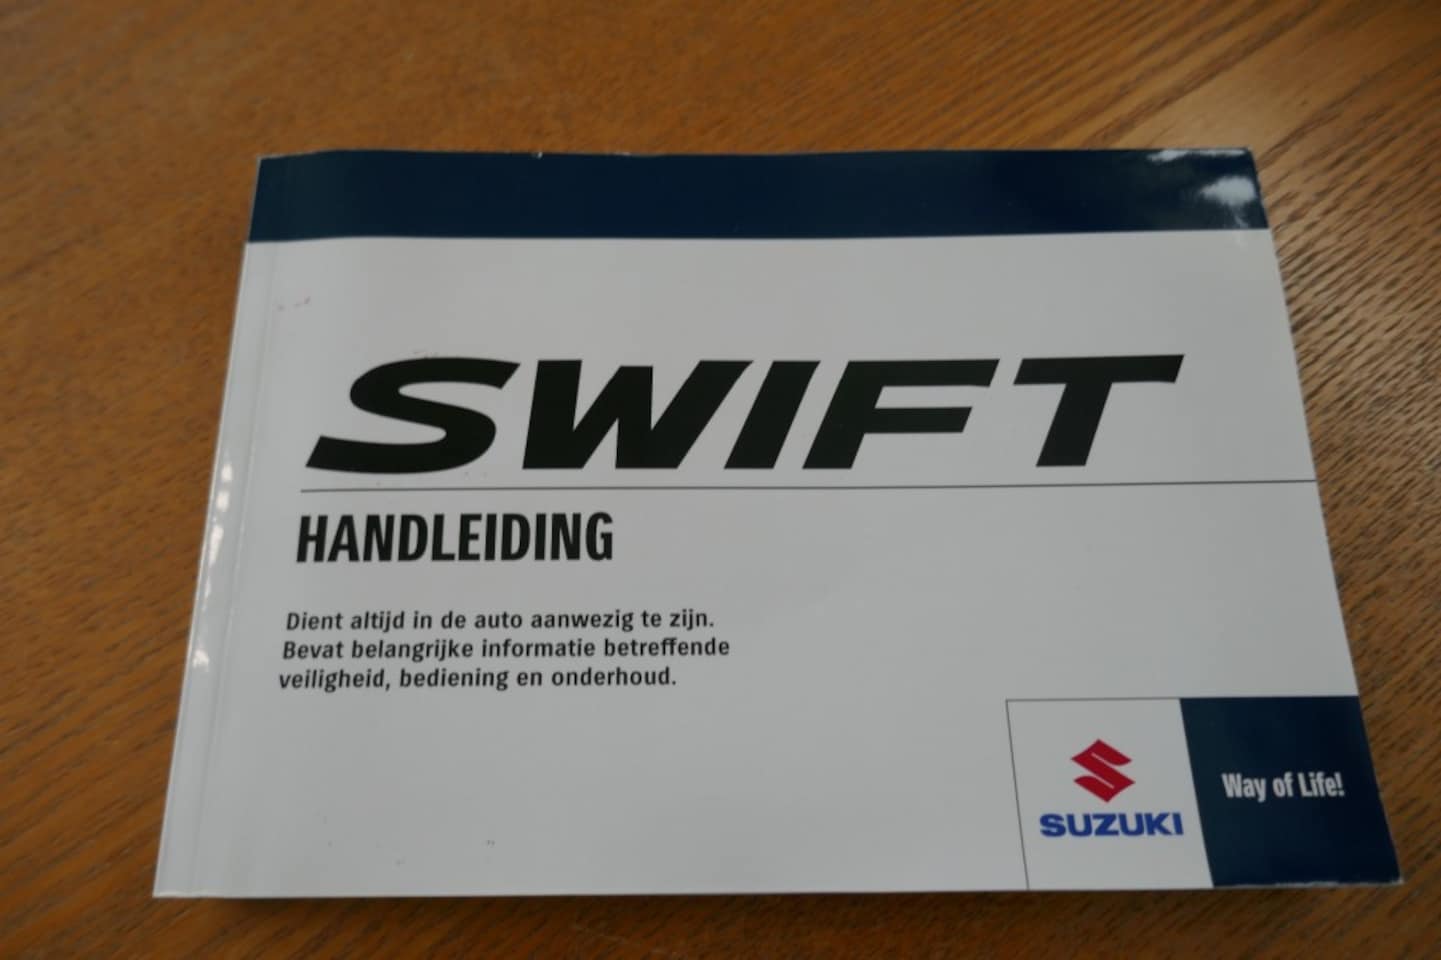 SWIFT
HANDLEIDING
Dient altijd in de auto aanwezig te zijn.
Bevat belangrijke informatie betreffende
veiligheid, bediening en onderhoud.
SUZUKI
Way of Life!